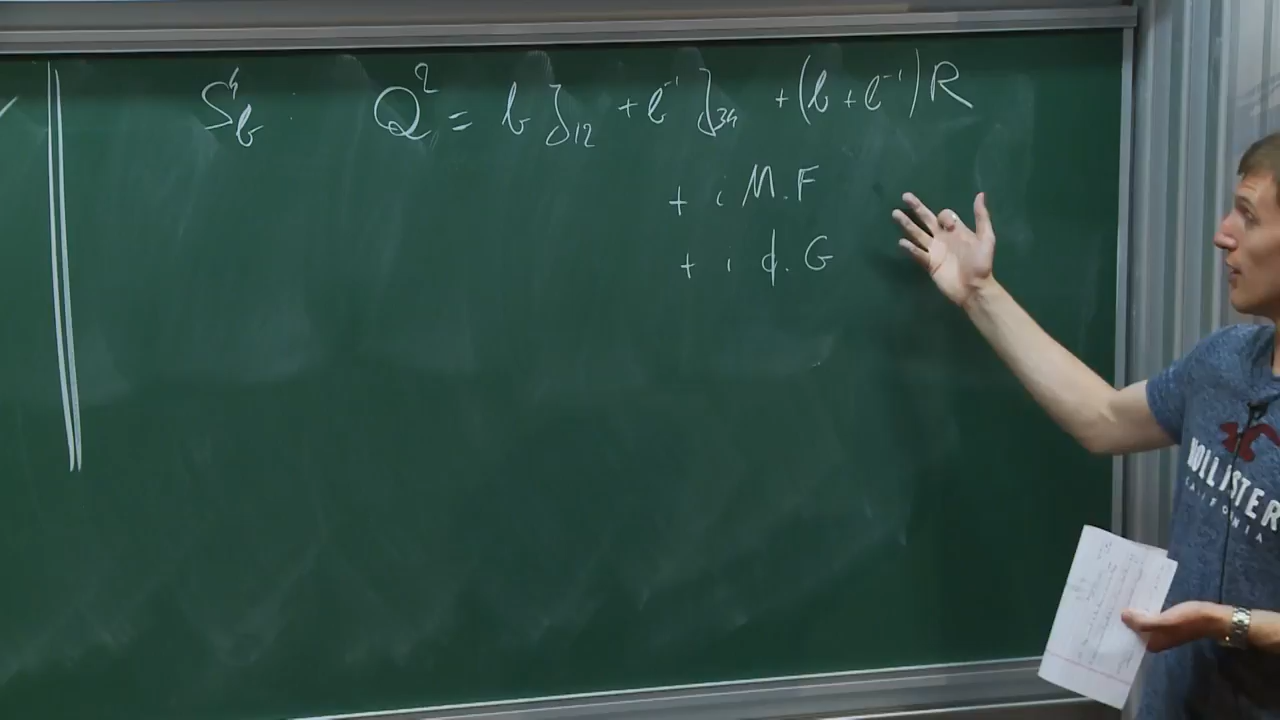 S⁴_b : Q² = b J₁₂ + b⁻¹ J₃₄ + (b + b⁻¹) R
+ i M . F
+ i ϕ . G
HOLLISTER
CALIFORNIA